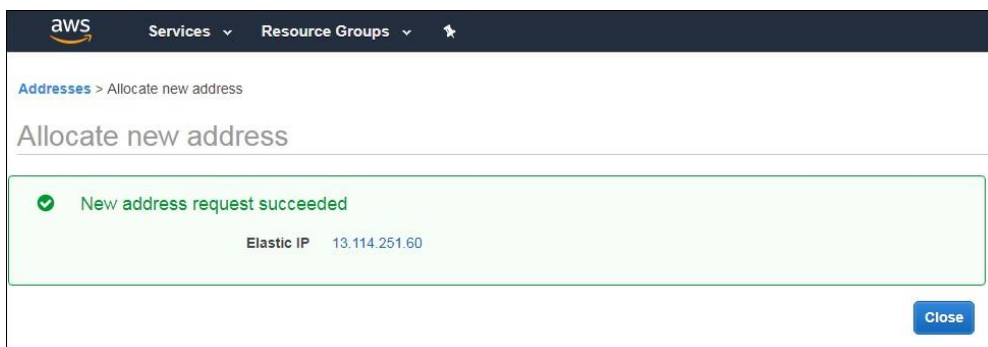 aws Services Resource Groups
Addresses > Allocate new address
Allocate new address
New address request succeeded
Elastic IP 13.114.251.60
Close